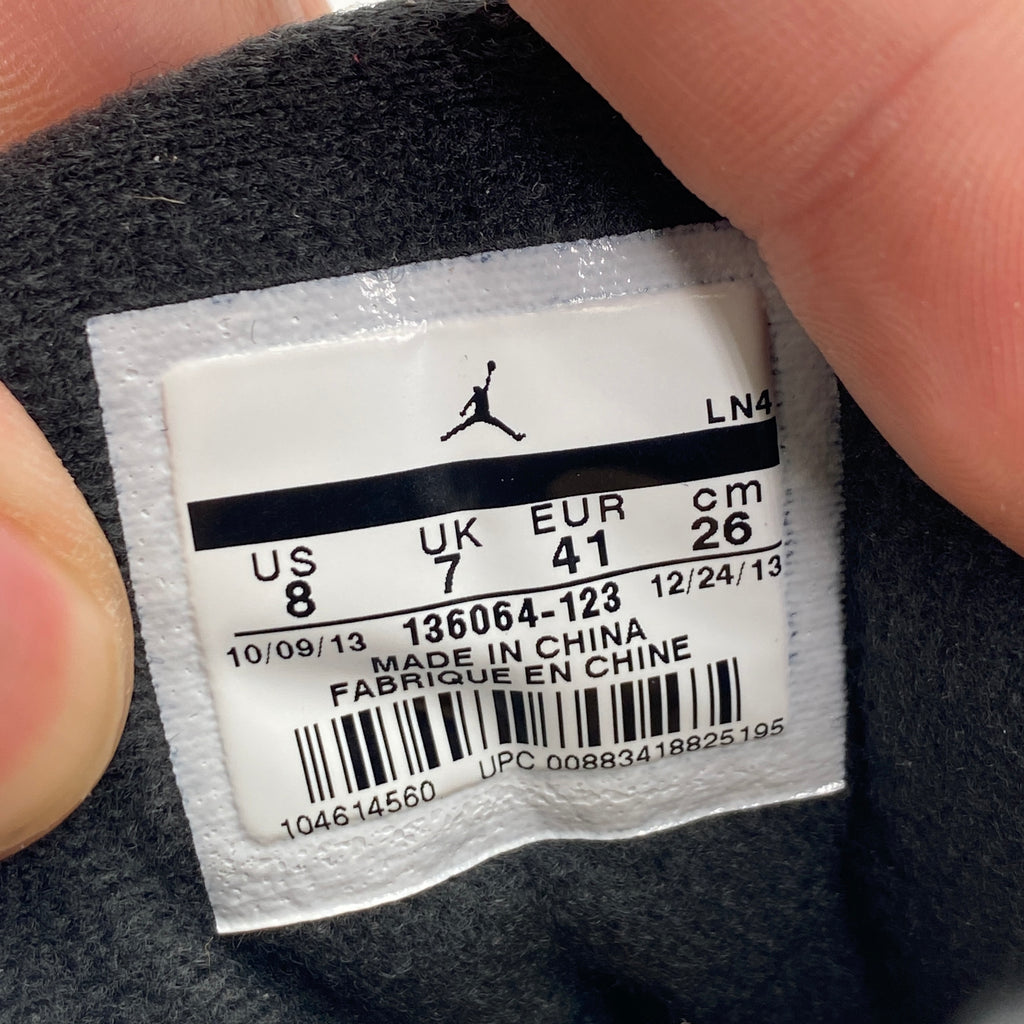 LN4
US UK EUR cm
8 7 41 26
10/09/13 136064-123 12/24/13
MADE IN CHINA
FABRIQUE EN CHINE
104614560 UPC 00883418825195